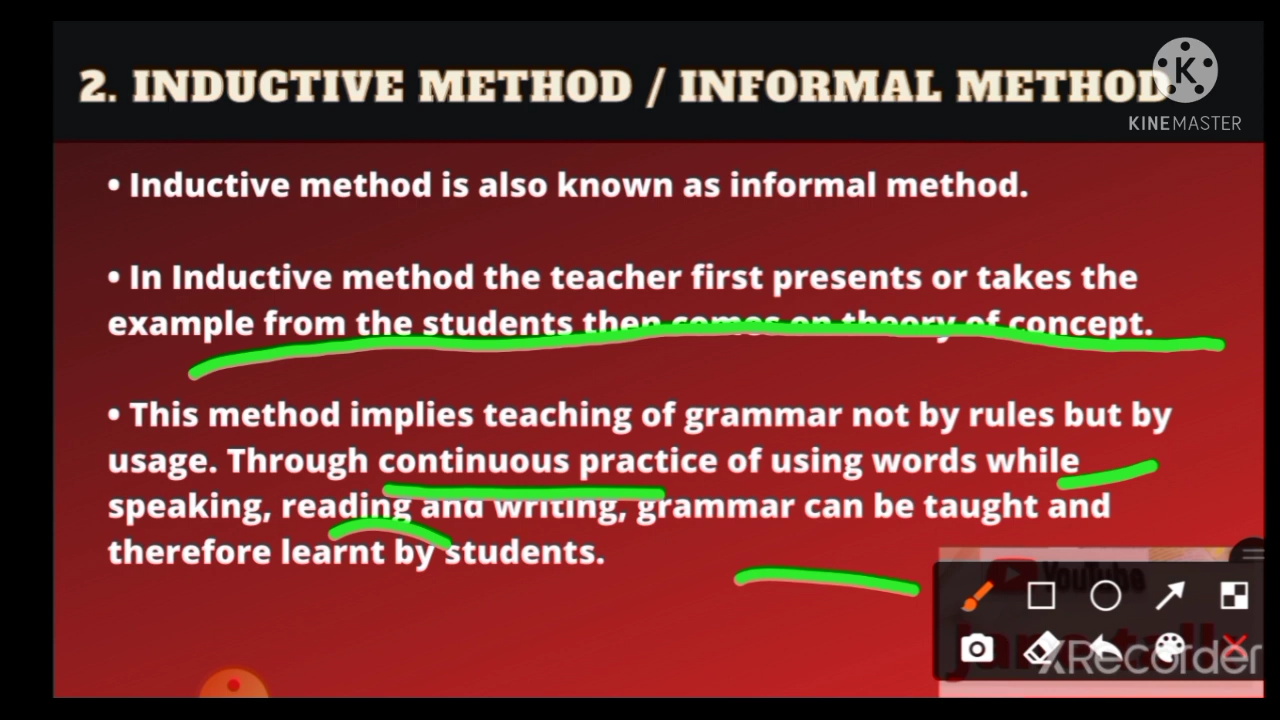 2. INDUCTIVE METHOD / INFORMAL METHOD
KINEMASTER
• Inductive method is also known as informal method.
• In Inductive method the teacher first presents or takes the
example from the students then comes on theory of concept.
• This method implies teaching of grammar not by rules but by
usage. Through continuous practice of using words while
speaking, reading and writing, grammar can be taught and
therefore learnt by students.
YouTube
XRecorder